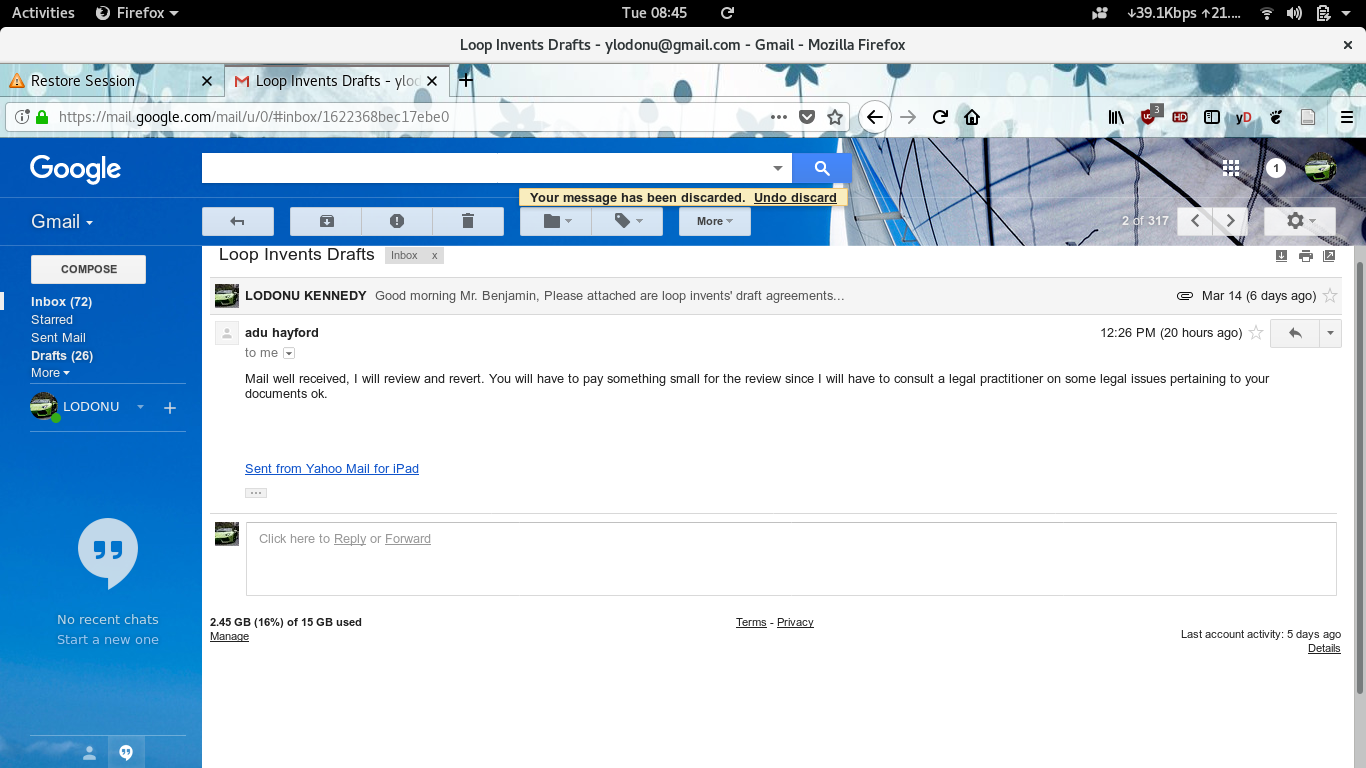 Activities Firefox Tue 08:45 ↓39.1Kbps ↑21....
Loop Invents Drafts - ylodonu@gmail.com - Gmail - Mozilla Firefox
Restore Session Loop Invents Drafts - ylod
https://mail.google.com/mail/u/0/#inbox/1622368bec17ebe0 3 HD yD
Google 1
Your message has been discarded. Undo discard
Gmail More 2 of 317
Loop Invents Drafts Inbox x
COMPOSE
LODONU KENNEDY Good morning Mr. Benjamin, Please attached are loop invents' draft agreements... Mar 14 (6 days ago)
Inbox (72)
Starred
Sent Mail
Drafts (26)
More
adu hayford 12:26 PM (20 hours ago)
to me
Mail well received, I will review and revert. You will have to pay something small for the review since I will have to consult a legal practitioner on some legal issues pertaining to your
documents ok.
LODONU
Sent from Yahoo Mail for iPad
Click here to Reply or Forward
No recent chats
Start a new one
2.45 GB (16%) of 15 GB used
Manage
Terms - Privacy
Last account activity: 5 days ago
Details